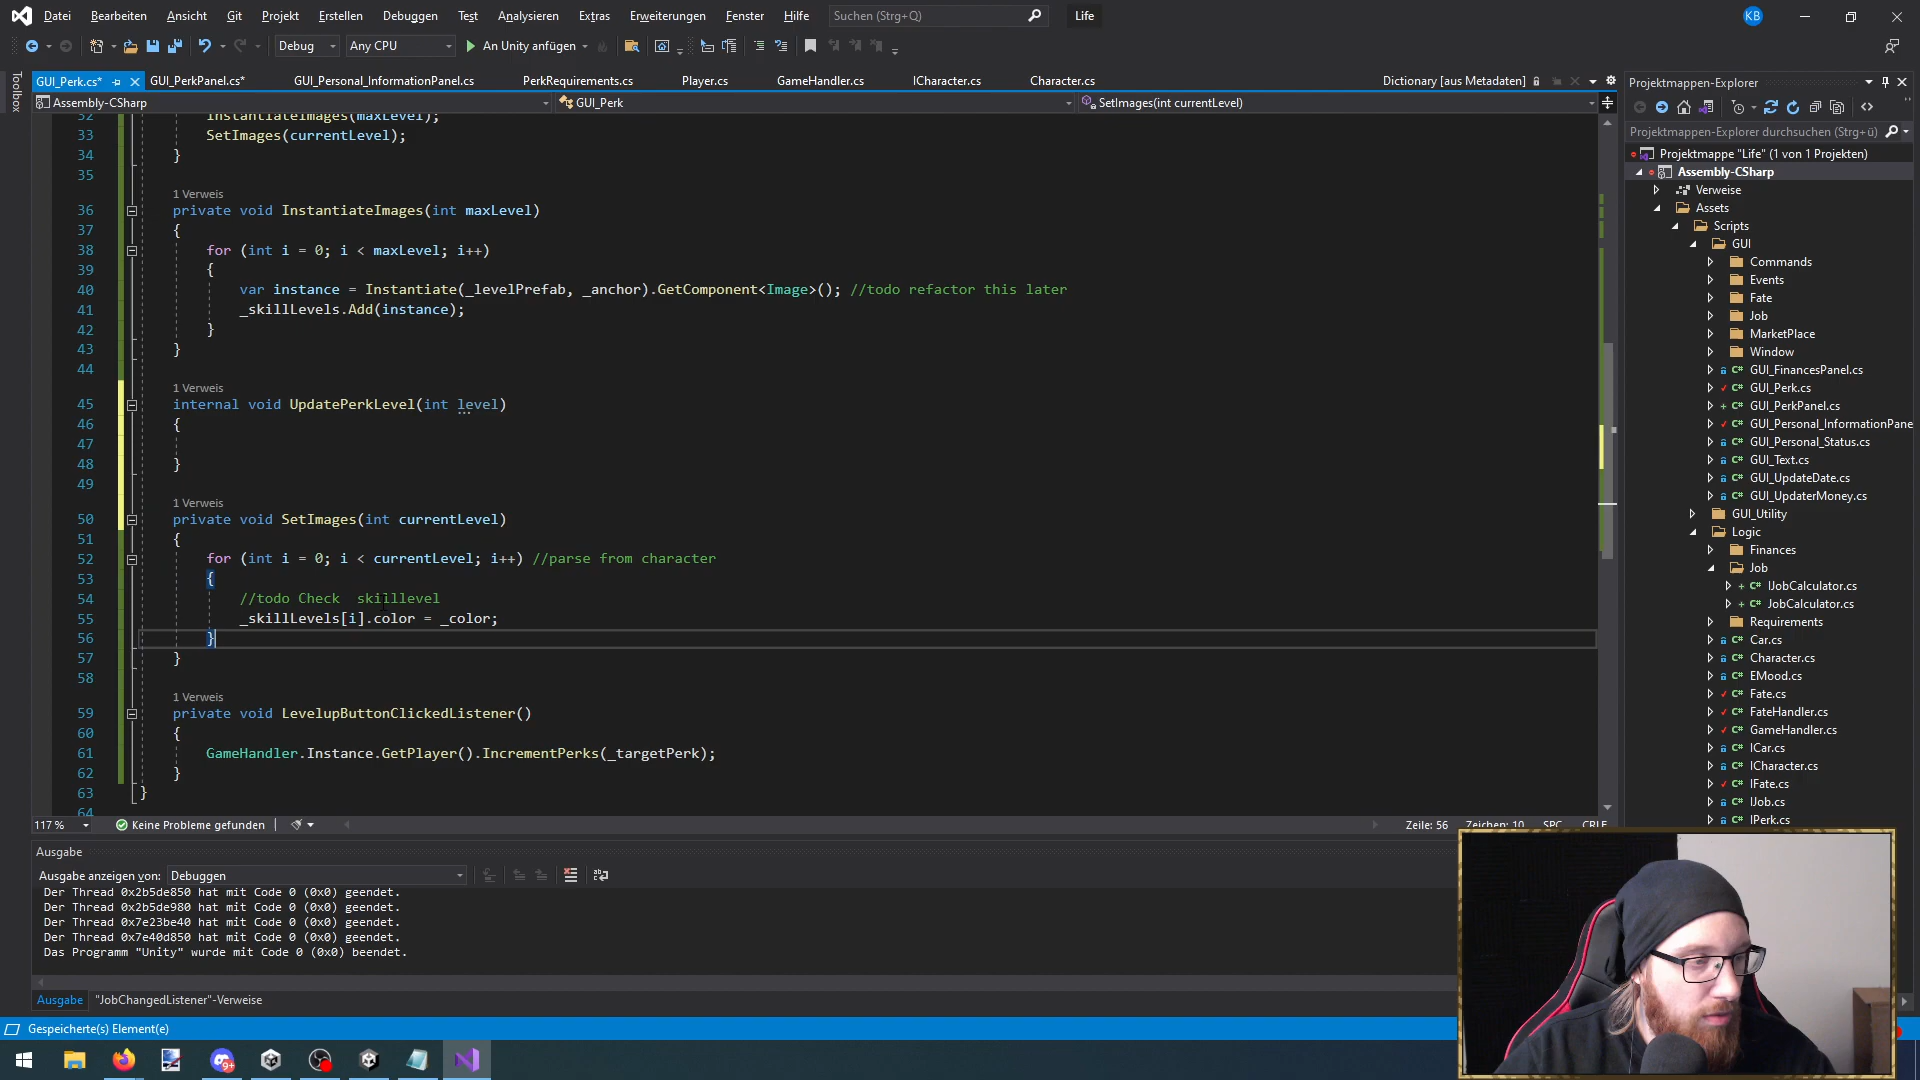 Datei Bearbeiten Ansicht Git Projekt Erstellen Debuggen Test Analysieren Extras Erweiterungen Fenster Hilfe Suchen (Strg+Q) Life KB
Debug Any CPU An Unity anfügen
Toolbox
GUI_Perk.cs* GUI_PerkPanel.cs* GUI_Personal_InformationPanel.cs PerkRequirements.cs Player.cs GameHandler.cs ICharacter.cs Character.cs Dictionary [aus Metadaten]
Assembly-CSharp GUI_Perk SetImages(int currentLevel)
32 InstantiateImages(maxLevel);
33 SetImages(currentLevel);
34 }
35
1 Verweis
36 private void InstantiateImages(int maxLevel)
37 {
38 for (int i = 0; i < maxLevel; i++)
39 {
40 var instance = Instantiate(_levelPrefab, _anchor).GetComponent<Image>(); //todo refactor this later
41 _skillLevels.Add(instance);
42 }
43 }
44
1 Verweis
45 internal void UpdatePerkLevel(int level)
46 {
47
48 }
49
1 Verweis
50 private void SetImages(int currentLevel)
51 {
52 for (int i = 0; i < currentLevel; i++) //parse from character
53 {
54 //todo Check  skilllevel
55 _skillLevels[i].color = _color;
56 }
57 }
58
1 Verweis
59 private void LevelupButtonClickedListener()
60 {
61 GameHandler.Instance.GetPlayer().IncrementPerks(_targetPerk);
62 }
63 }
64
117 % Keine Probleme gefunden Zeile: 56 Zeichen: 10 SPC CRLF
Ausgabe
Ausgabe anzeigen von: Debuggen
Der Thread 0x2b5de850 hat mit Code 0 (0x0) geendet.
Der Thread 0x2b5de980 hat mit Code 0 (0x0) geendet.
Der Thread 0x7e23be40 hat mit Code 0 (0x0) geendet.
Der Thread 0x7e40d850 hat mit Code 0 (0x0) geendet.
Das Programm "Unity" wurde mit Code 0 (0x0) beendet.
Ausgabe "JobChangedListener"-Verweise
Gespeicherte(s) Element(e)
9+
Projektmappen-Explorer
Projektmappen-Explorer durchsuchen (Strg+ü)
Projektmappe "Life" (1 von 1 Projekten)
Assembly-CSharp
Verweise
Assets
Scripts
GUI
Commands
Events
Fate
Job
MarketPlace
Window
GUI_FinancesPanel.cs
GUI_Perk.cs
GUI_PerkPanel.cs
GUI_Personal_InformationPane
GUI_Personal_Status.cs
GUI_Text.cs
GUI_UpdateDate.cs
GUI_UpdaterMoney.cs
GUI_Utility
Logic
Finances
Job
IJobCalculator.cs
JobCalculator.cs
Requirements
Car.cs
Character.cs
EMood.cs
Fate.cs
FateHandler.cs
GameHandler.cs
ICar.cs
ICharacter.cs
IFate.cs
IJob.cs
IPerk.cs